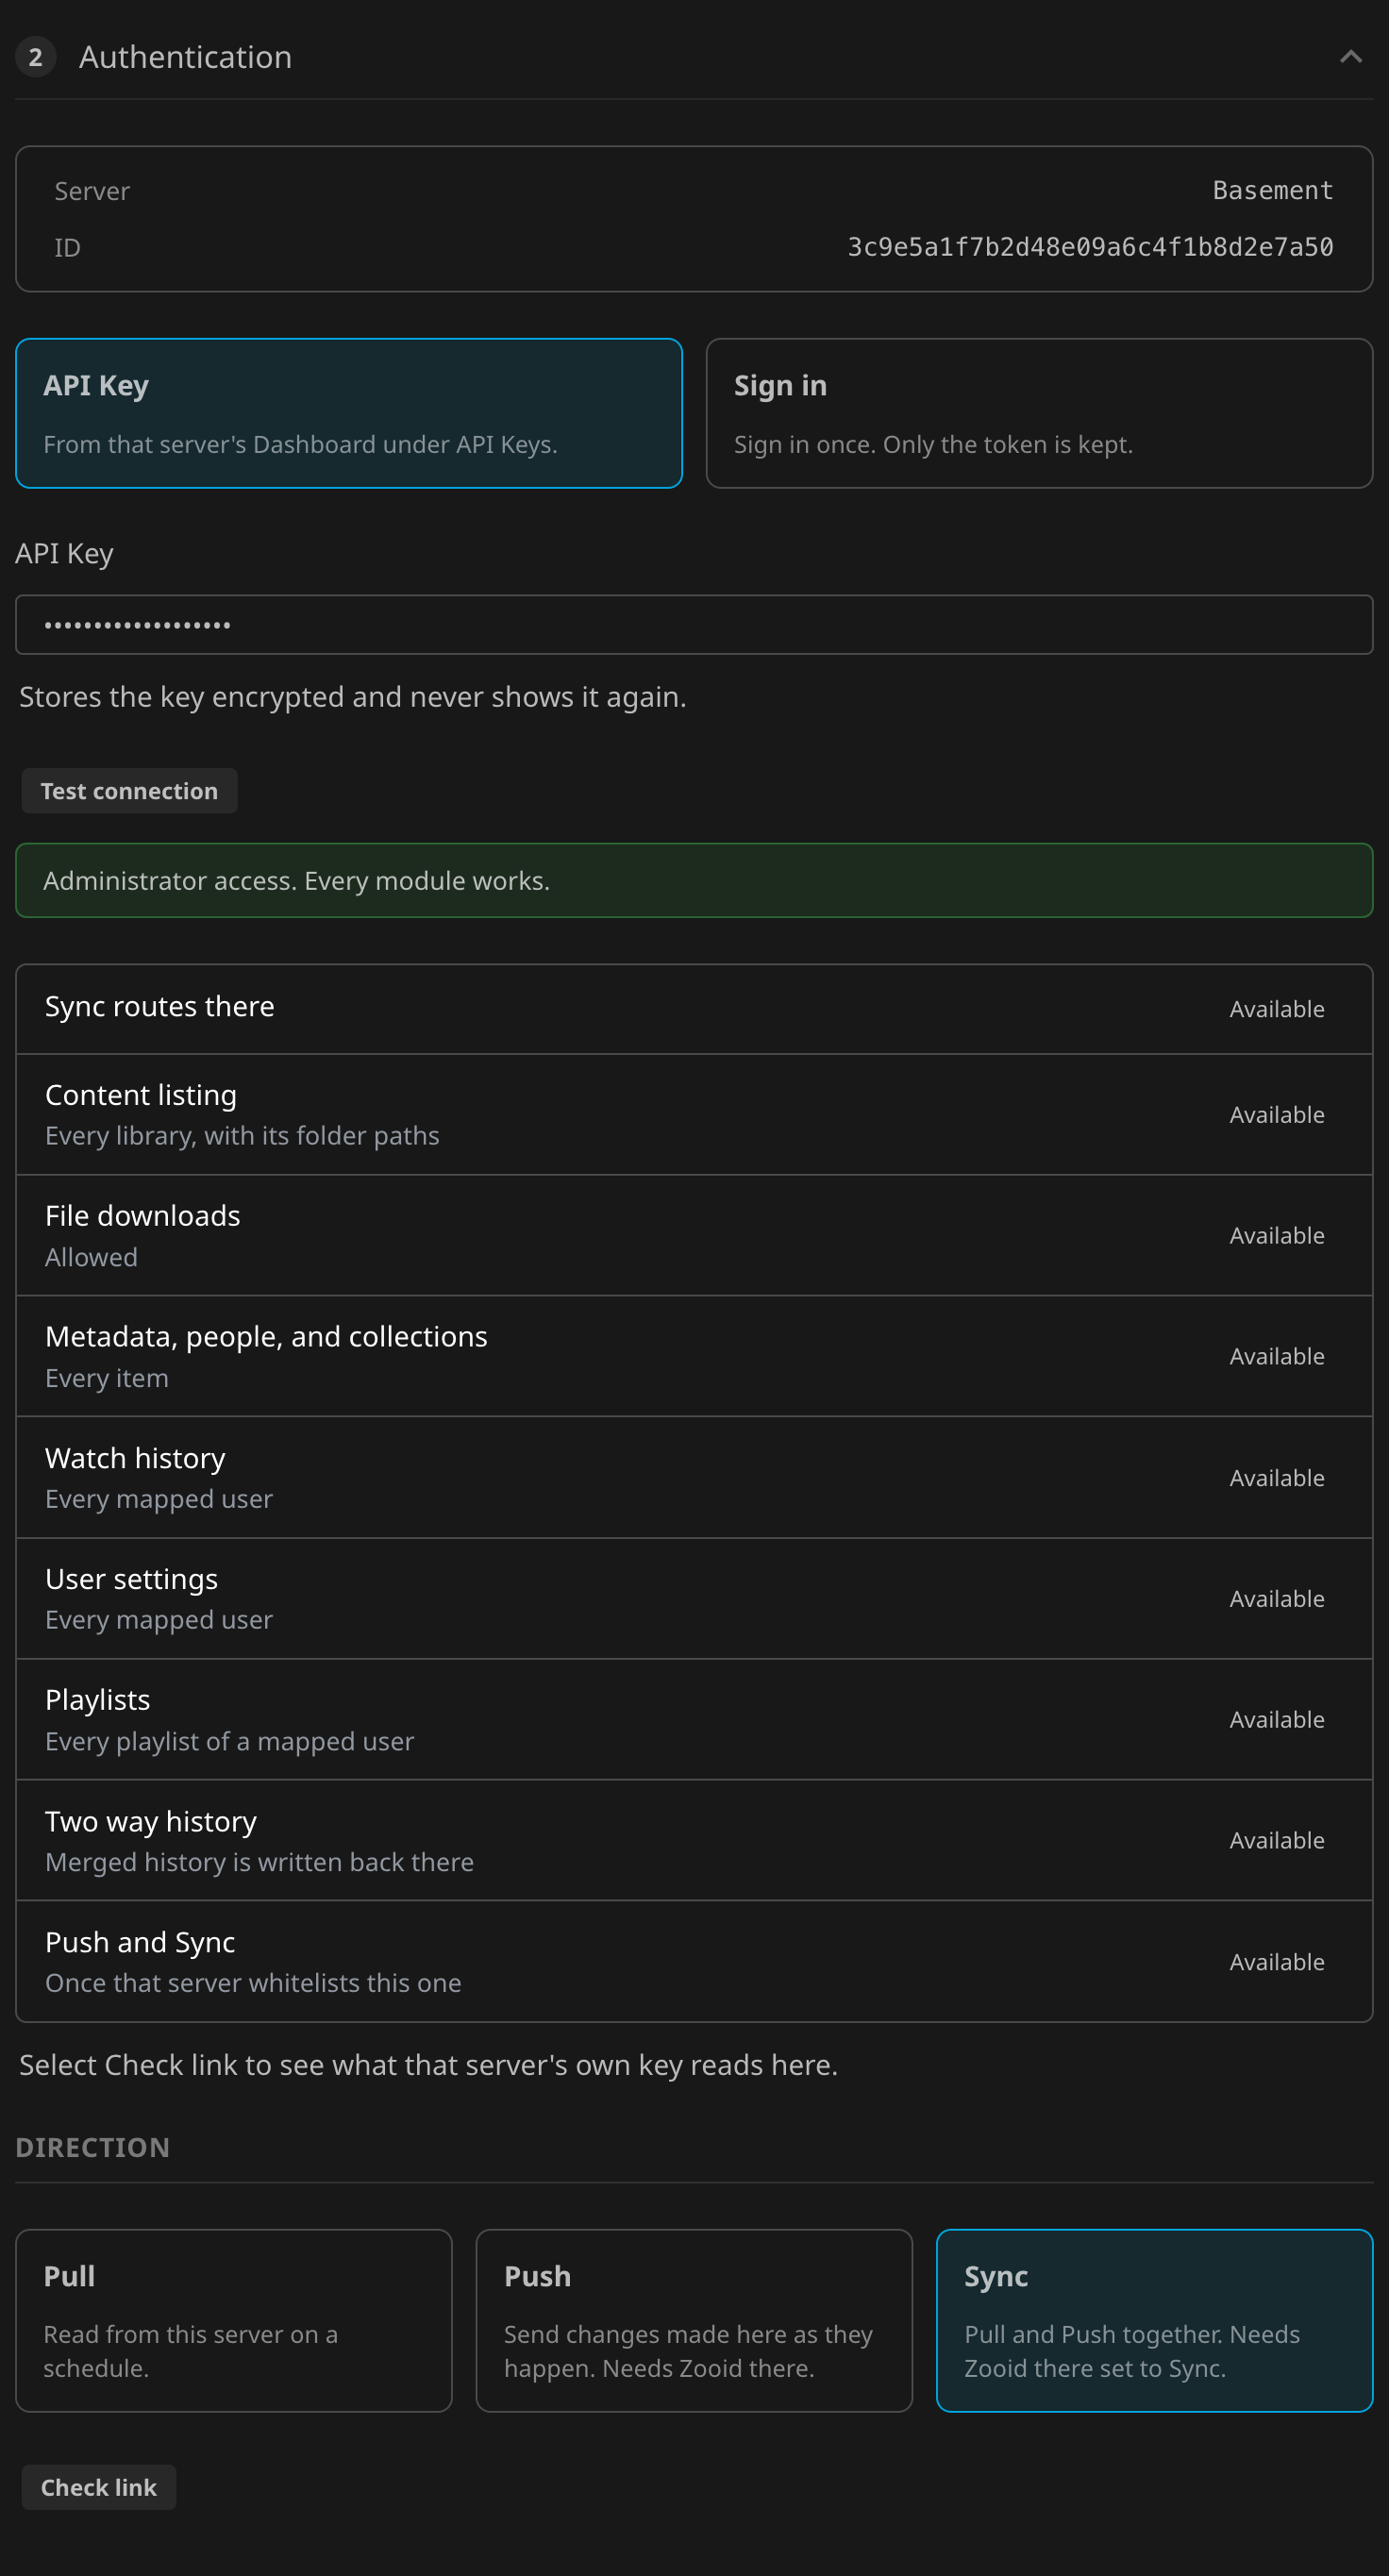 2 Authentication
Server Basement
ID 3c9e5a1f7b2d48e09a6c4f1b8d2e7a50
API Key
From that server's Dashboard under API Keys.
Sign in
Sign in once. Only the token is kept.
API Key
•••••••••••••••••••
Stores the key encrypted and never shows it again.
Test connection
Administrator access. Every module works.
Sync routes there
Available
Content listing
Every library, with its folder paths
Available
File downloads
Allowed
Available
Metadata, people, and collections
Every item
Available
Watch history
Every mapped user
Available
User settings
Every mapped user
Available
Playlists
Every playlist of a mapped user
Available
Two way history
Merged history is written back there
Available
Push and Sync
Once that server whitelists this one
Available
Select Check link to see what that server's own key reads here.
DIRECTION
Pull
Read from this server on a
schedule.
Push
Send changes made here as they
happen. Needs Zooid there.
Sync
Pull and Push together. Needs
Zooid there set to Sync.
Check link